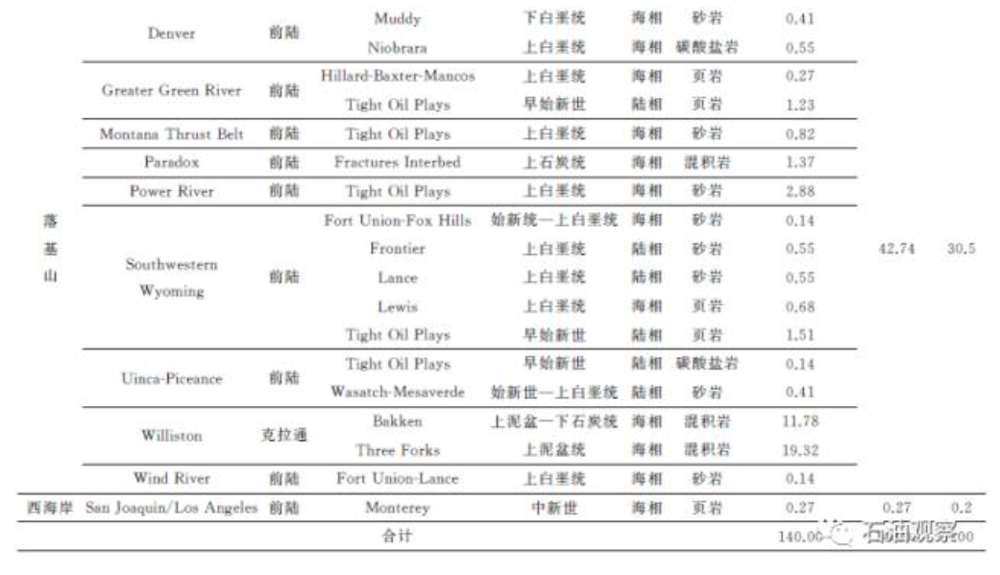 Muddy 下白垩统 海相 砂岩 0.41
Denver 前陆
Niobrara 上白垩统 海相 碳酸盐岩 0.55
Hillard-Baxter-Mancos 上白垩统 海相 页岩 0.27
Greater Green River 前陆
Tight Oil Plays 早始新世 陆相 页岩 1.23
Montana Thrust Belt 前陆 Tight Oil Plays 上白垩统 海相 砂岩 0.82
Paradox 前陆 Fractures Interbed 上石炭统 海相 混积岩 1.37
Power River 前陆 Tight Oil Plays 上白垩统 海相 砂岩 2.88
落基山
Fort Union-Fox Hills 始新统—上白垩统 海相 砂岩 0.14
Frontier 上白垩统 陆相 砂岩 0.55 42.74 30.5
Southwestern Wyoming 前陆
Lance 上白垩统 陆相 砂岩 0.55
Lewis 上白垩统 海相 页岩 0.68
Tight Oil Plays 早始新世 陆相 页岩 1.51
Tight Oil Plays 早始新世 陆相 碳酸盐岩 0.14
Uinca-Piceance 前陆
Wasatch-Mesaverde 始新世—上白垩统 陆相 砂岩 0.41
Bakken 上泥盆—下石炭统 海相 混积岩 11.78
Williston 克拉通
Three Forks 上泥盆统 海相 混积岩 19.32
Wind River 前陆 Fort Union-Lance 上白垩统 海相 砂岩 0.14
西海岸 San Joaquin/Los Angeles 前陆 Monterey 中新世 海相 页岩 0.27 0.27 0.2
合计 140.00
石油观察